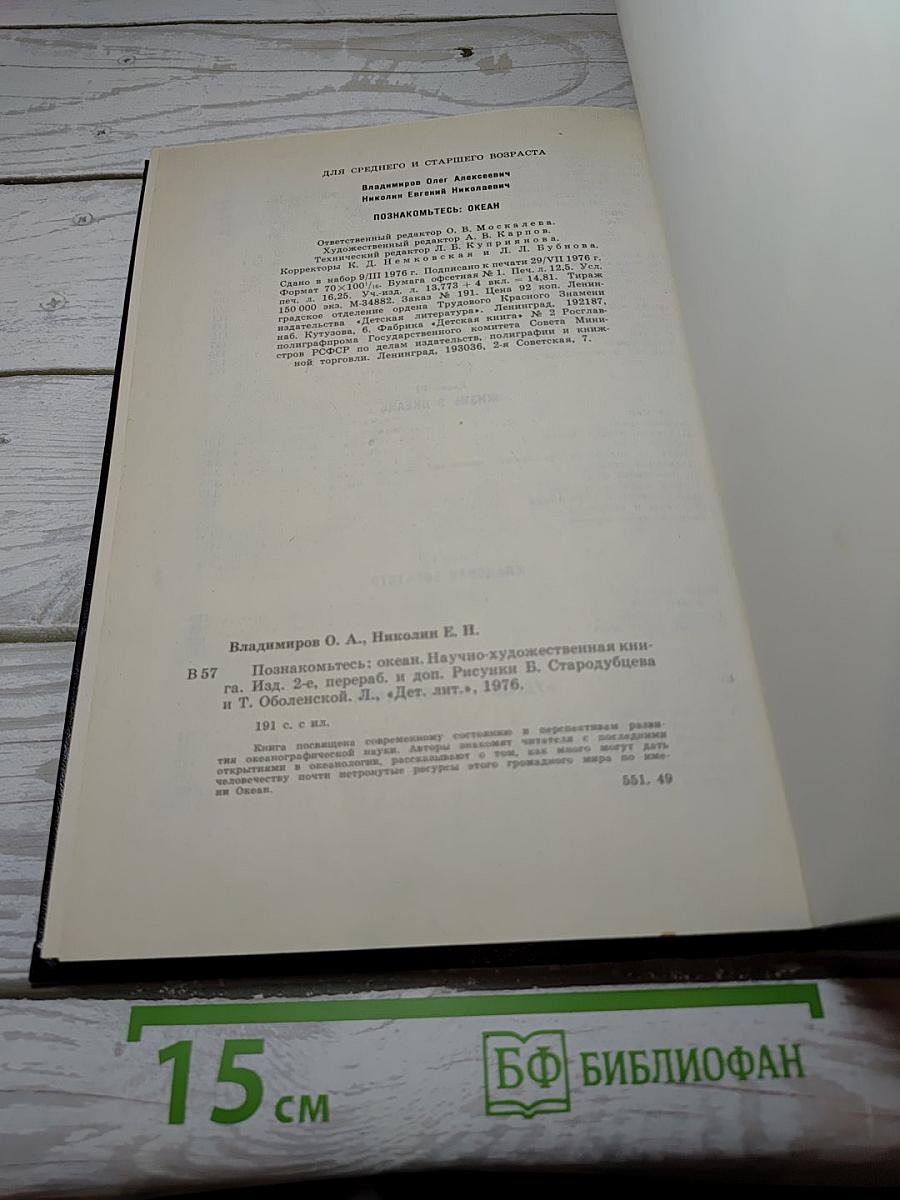 ДЛЯ СРЕДНЕГО И СТАРШЕГО ВОЗРАСТА
Владимиров Олег Алексеевич
Николин Евгений Николаевич
ПОЗНАКОМЬТЕСЬ: ОКЕАН
Ответственный редактор О. В. Москалева.
Художественный редактор А. В. Карпов.
Технический редактор Л. Б. Куприянова.
Корректоры К. Д. Немковская и Л. Л. Бубнова.
Сдано в набор 9/III 1976 г. Подписано к печати 29/VII 1976 г.
Формат 70×100¹/₁₆. Бумага офсетная № 1. Печ. л. 12,5. Усл.
печ. л. 16,25. Уч.-изд. л. 13,773 + 4 вкл. = 14,81. Тираж
150 000 экз. М-34882. Заказ № 191. Цена 92 коп. Ленин-
градское отделение ордена Трудового Красного Знамени
издательства «Детская литература». Ленинград, 192187,
наб. Кутузова, 6. Фабрика «Детская книга» № 2 Росглав-
полиграфпрома Государственного комитета Совета Мини-
стров РСФСР по делам издательств, полиграфии и книж-
ной торговли. Ленинград, 193036, 2-я Советская, 7.
Владимиров О. А., Николин Е. Н.
В 57 Познакомьтесь: океан. Научно-художественная кни-
га. Изд. 2-е, перераб. и доп. Рисунки Б. Стародубцева
и Т. Оболенской. Л., «Дет. лит.», 1976.
191 с. с ил.
Книга посвящена современному состоянию и перспективам разви-
тия океанографической науки. Авторы знакомят читателя с последними
открытиями в океанологии, рассказывают о том, как много могут дать
человечеству почти нетронутые ресурсы этого громадного мира по име-
ни Океан.
551. 49
15 см
БФ БИБЛИОФАН